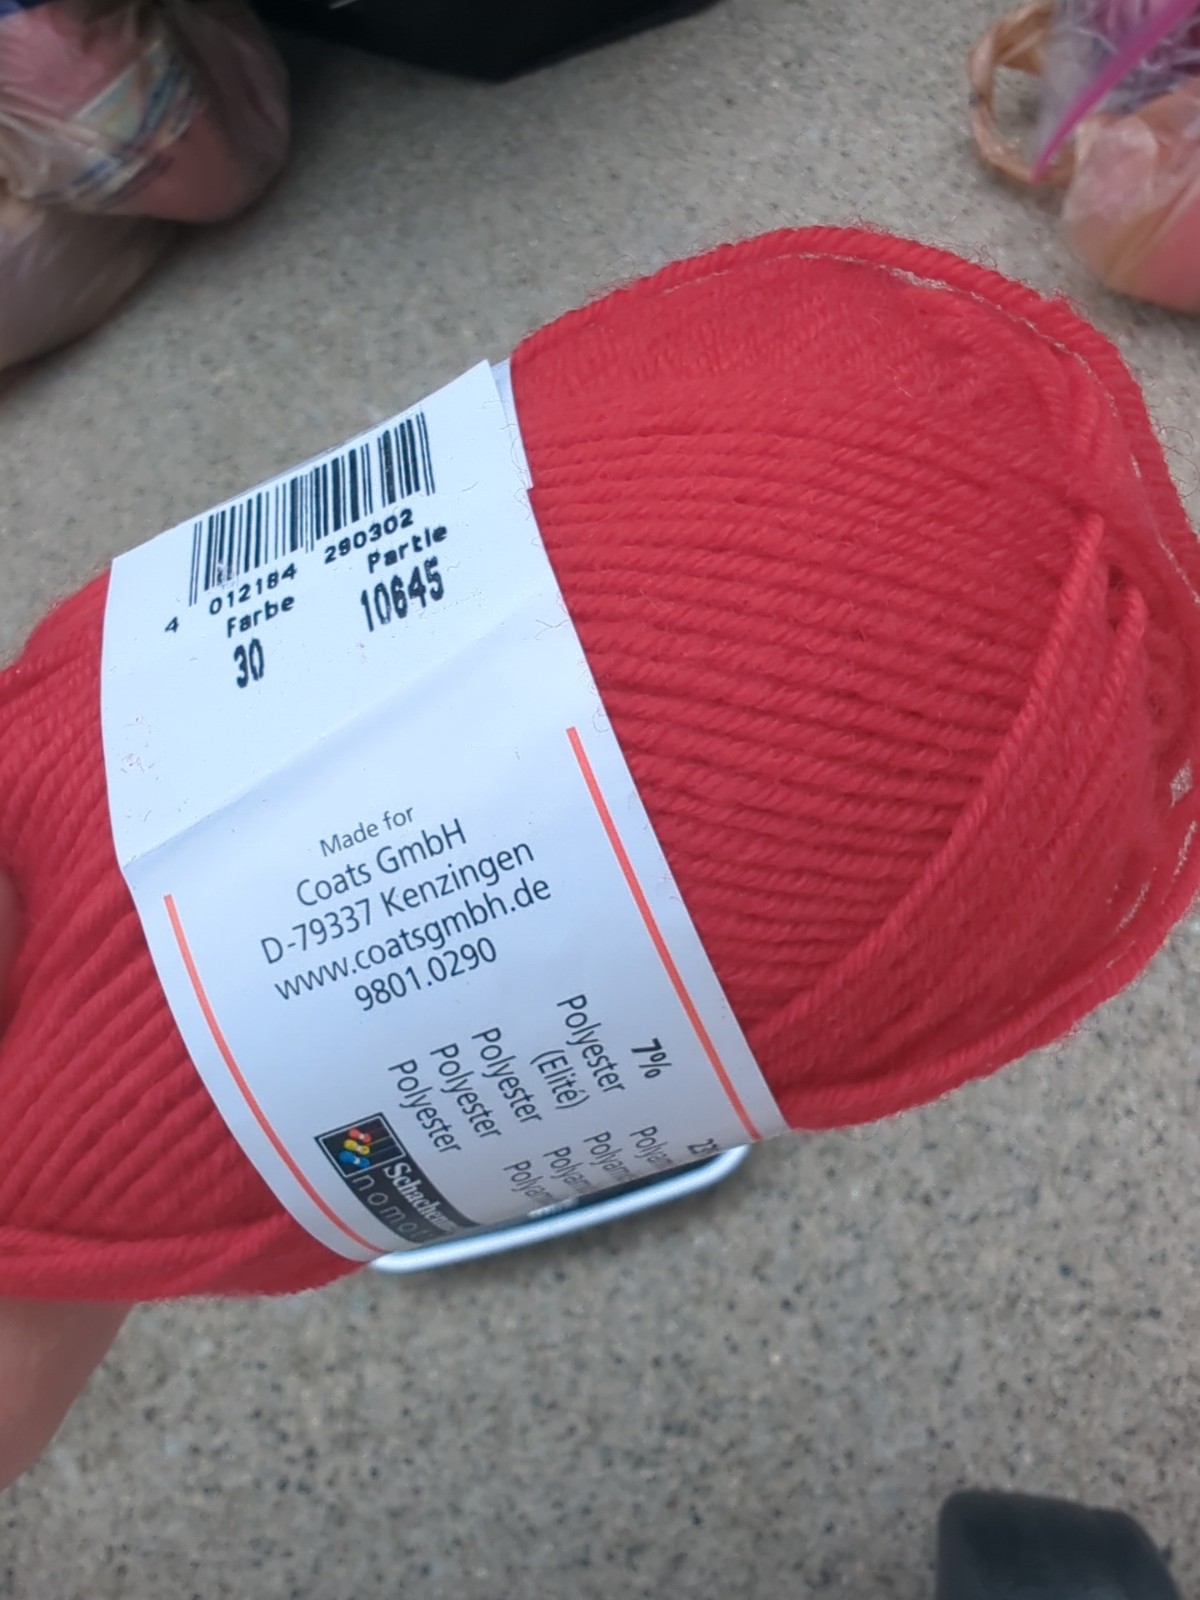 4 012184 290302
Farbe Partie
30 10645
Made for
Coats GmbH
D-79337 Kenzingen
www.coatsgmbh.de
9801.0290
7%
Polyester
(Elité)
Polyester
Polyester
Polyester